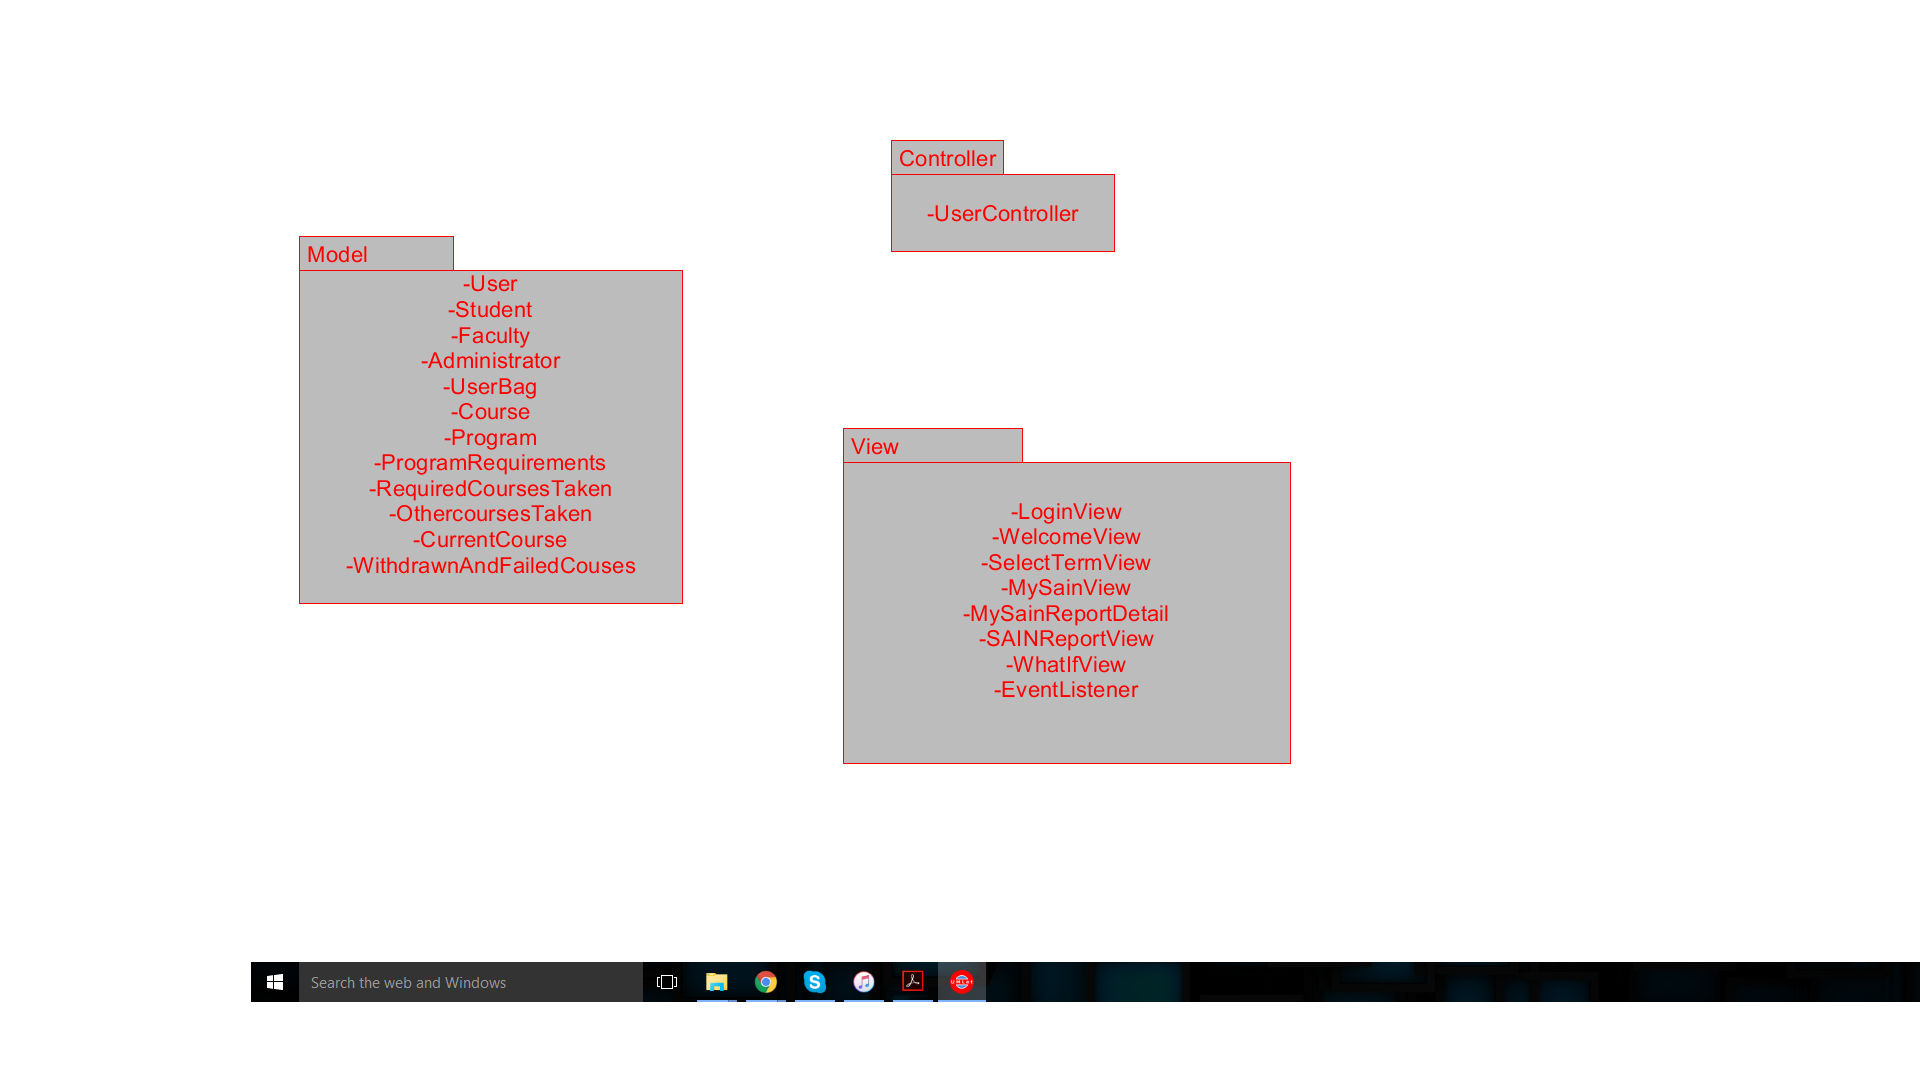 Controller
-UserController
Model
-User
-Student
-Faculty
-Administrator
-UserBag
-Course
-Program
-ProgramRequirements
-RequiredCoursesTaken
-OthercoursesTaken
-CurrentCourse
-WithdrawnAndFailedCouses
View
-LoginView
-WelcomeView
-SelectTermView
-MySainView
-MySainReportDetail
-SAINReportView
-WhatIfView
-EventListener
Search the web and Windows